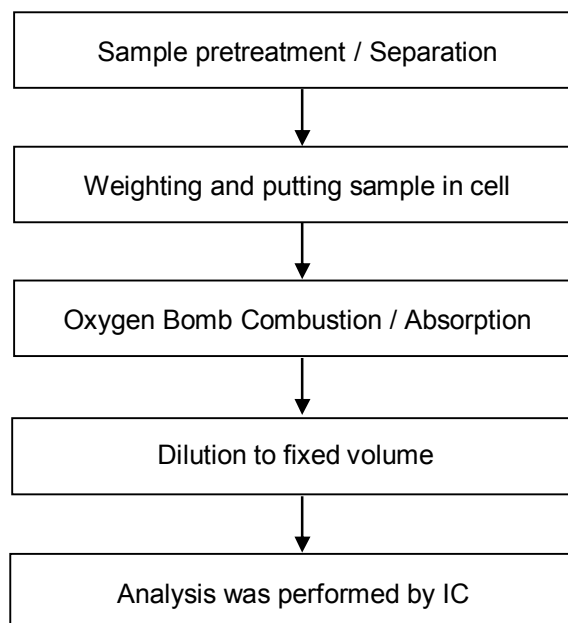 Sample pretreatment / Separation
Weighting and putting sample in cell
Oxygen Bomb Combustion / Absorption
Dilution to fixed volume
Analysis was performed by IC